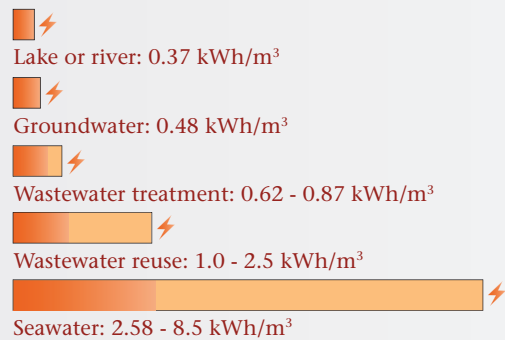 Lake or river: 0.37 kWh/m³
Groundwater: 0.48 kWh/m³
Wastewater treatment: 0.62 - 0.87 kWh/m³
Wastewater reuse: 1.0 - 2.5 kWh/m³
Seawater: 2.58 - 8.5 kWh/m³